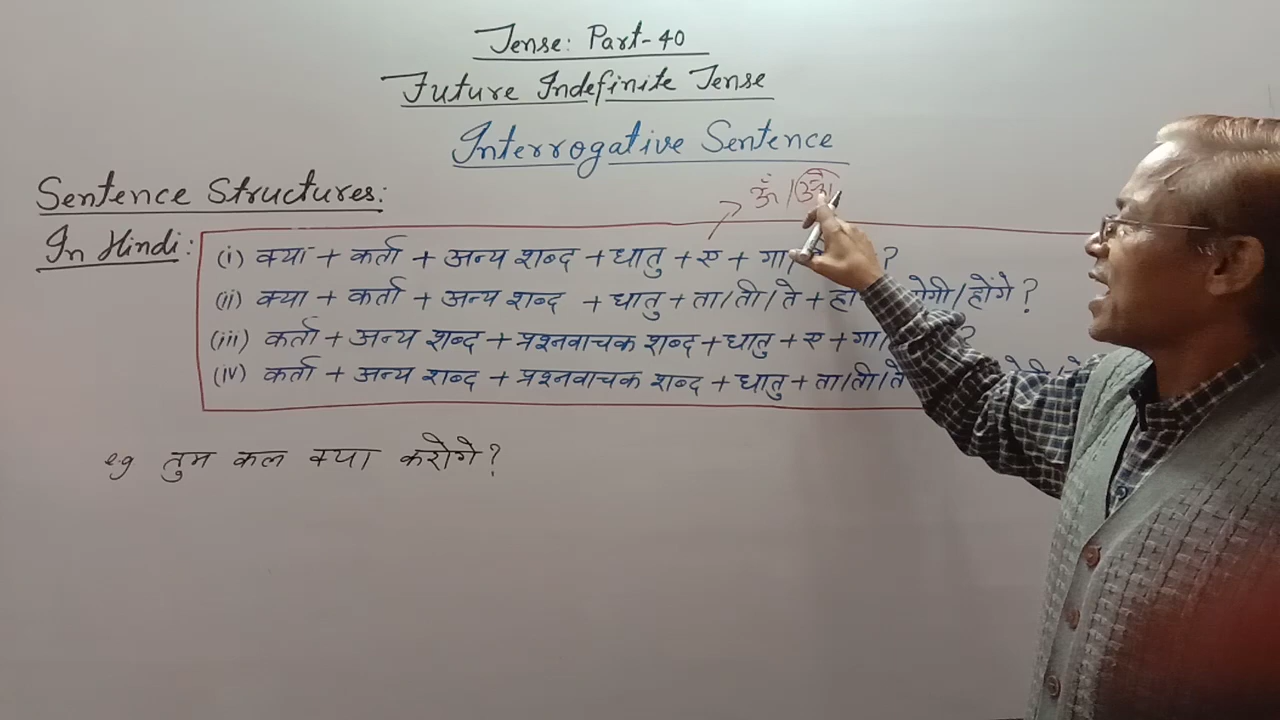 Tense: Part-40
Future Indefinite Tense
Interrogative Sentence
Sentence Structures:
ऊँ /
In Hindi:
(i) क्या + कर्ता + अन्य शब्द + धातु + ए + गा/ ?
(ii) क्या + कर्ता + अन्य शब्द + धातु + ता/ती/ते + हो गी/होंगे ?
(iii) कर्ता + अन्य शब्द + प्रश्नवाचक शब्द + धातु + ए + गा/ ?
(iv) कर्ता + अन्य शब्द + प्रश्नवाचक शब्द + धातु + ता/ती/ते
e.g तुम कल क्या करोगे?